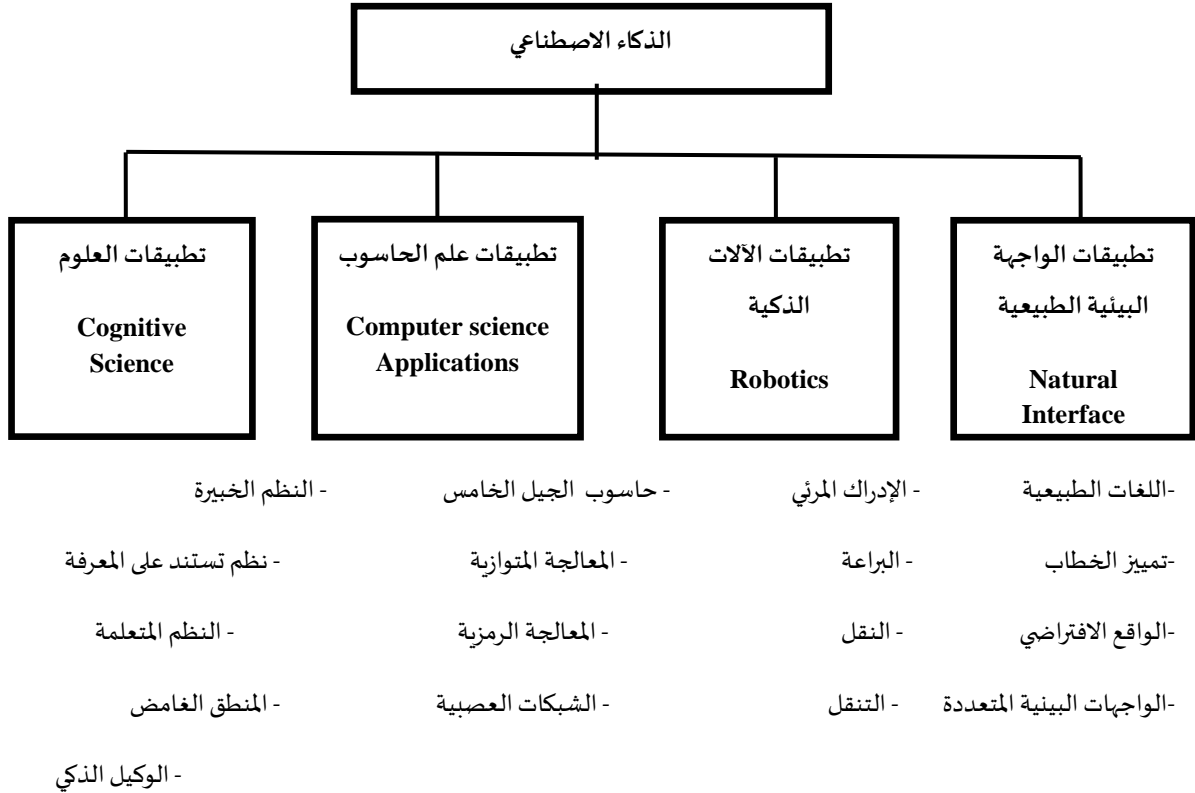 الذكاء الاصطناعي
تطبيقات الواجهة
البيئية الطبيعية
Natural
Interface
تطبيقات الآلات
الذكية
Robotics
تطبيقات علم الحاسوب
Computer science
Applications
تطبيقات العلوم
Cognitive
Science
-اللغات الطبيعية
- الإدراك المرئي
- حاسوب الجيل الخامس
- النظم الخبيرة
-تمييز الخطاب
- البراعة
- المعالجة المتوازية
- نظم تستند على المعرفة
-الواقع الافتراضي
- النقل
- المعالجة الرمزية
- النظم المتعلمة
-الواجهات البينية المتعددة
- التنقل
- الشبكات العصبية
- المنطق الغامض
- الوكيل الذكي